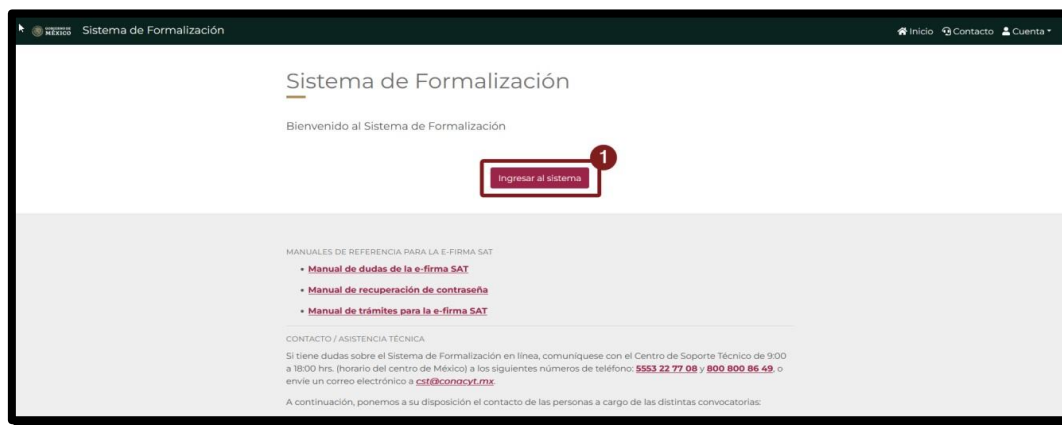 GOBIERNO DE MÉXICO Sistema de Formalización Inicio Contacto Cuenta
Sistema de Formalización
Bienvenido al Sistema de Formalización
1
Ingresar al sistema
MANUALES DE REFERENCIA PARA LA E-FIRMA SAT
• Manual de dudas de la e-firma SAT
• Manual de recuperación de contraseña
• Manual de trámites para la e-firma SAT
CONTACTO / ASISTENCIA TÉCNICA
Si tiene dudas sobre el Sistema de Formalización en línea, comuníquese con el Centro de Soporte Técnico de 9:00
a 18:00 hrs. (horario del centro de México) a los siguientes números de teléfono: 5553 22 77 08 y 800 800 86 49, o
envíe un correo electrónico a cst@conacyt.mx.
A continuación, ponemos a su disposición el contacto de las personas a cargo de las distintas convocatorias: